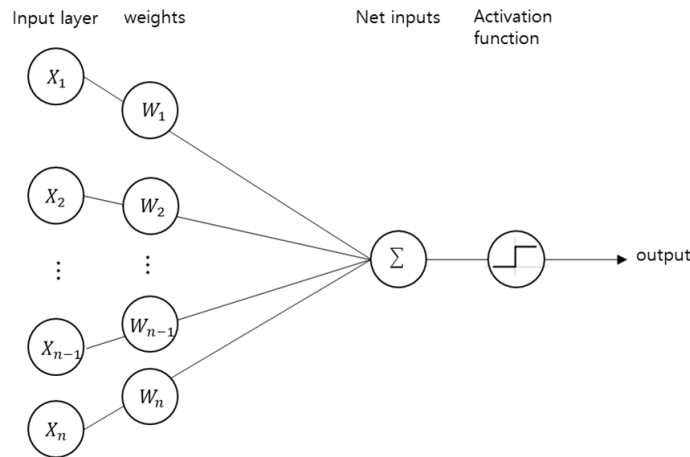 Input layer weights Net inputs Activation
function
X₁ W₁
X₂ W₂
⋮ ⋮
∑ output
Xₙ₋₁ Wₙ₋₁
Xₙ Wₙ